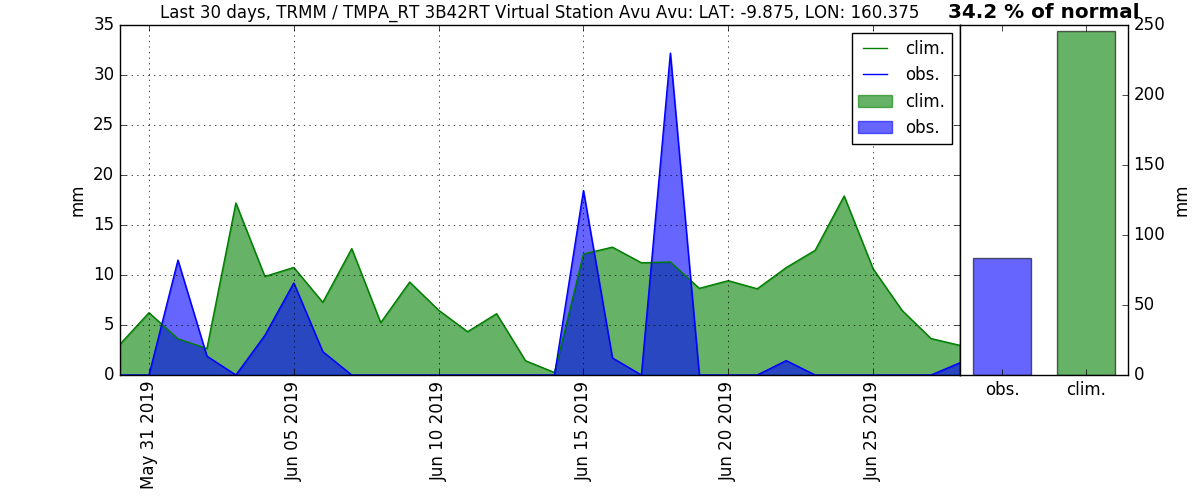 Last 30 days, TRMM / TMPA_RT 3B42RT Virtual Station Avu Avu: LAT: -9.875, LON: 160.375
34.2 % of normal
35
30
25
20
15
10
5
0
mm
clim.
obs.
clim.
obs.
May 31 2019
Jun 05 2019
Jun 10 2019
Jun 15 2019
Jun 20 2019
Jun 25 2019
250
200
150
100
50
0
mm
obs.
clim.